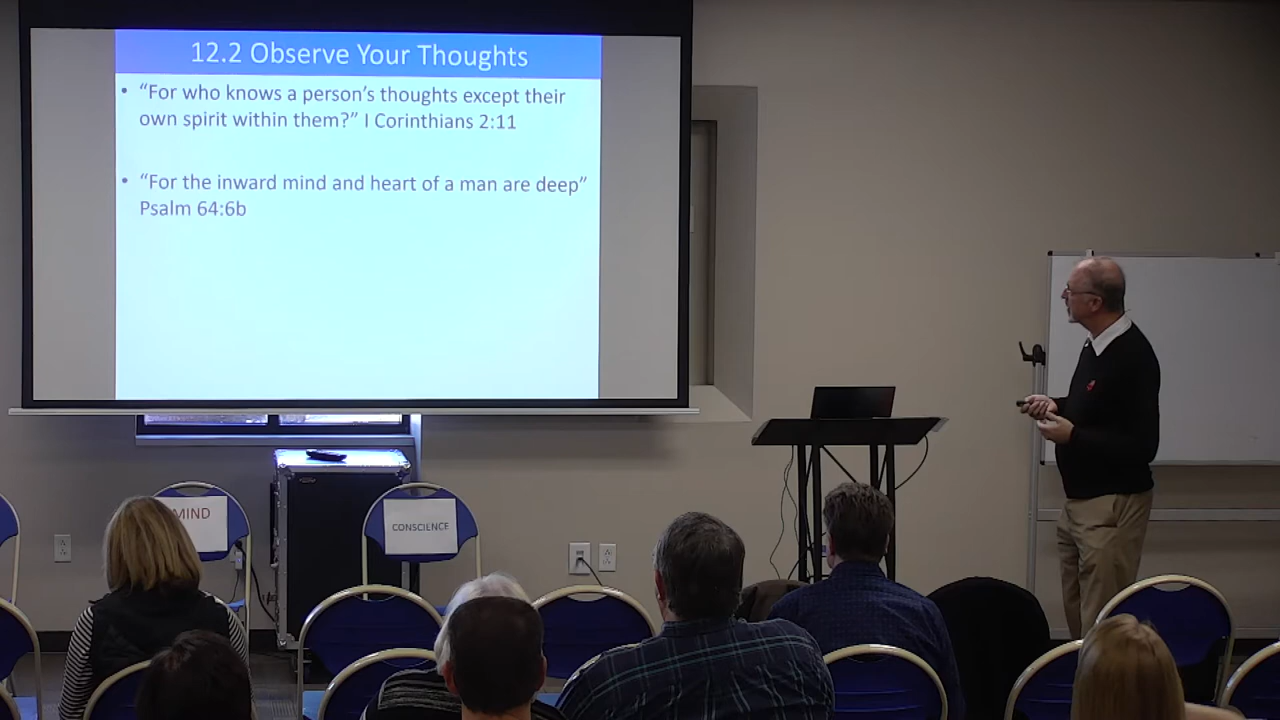 12.2 Observe Your Thoughts
• “For who knows a person’s thoughts except their
own spirit within them?” I Corinthians 2:11
• “For the inward mind and heart of a man are deep”
Psalm 64:6b
MIND
CONSCIENCE